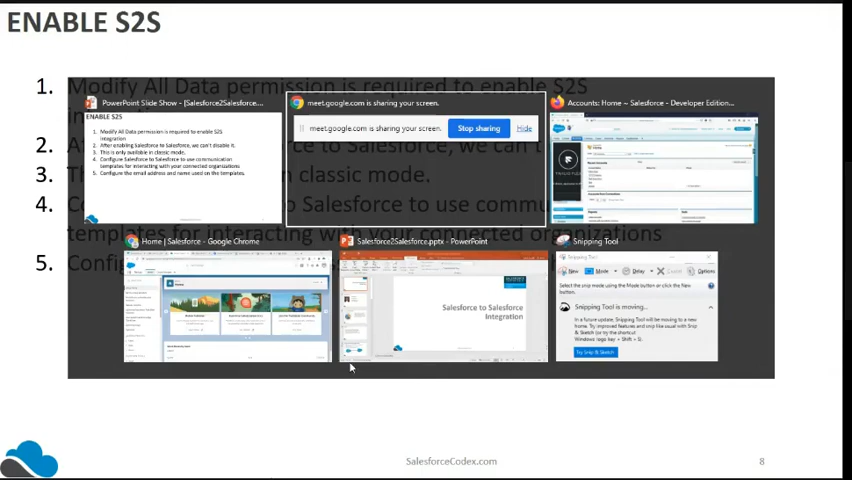 ENABLE S2S
1. Modify All Data permission is required to enable S2S
PowerPoint Slide Show - [Salesforce2Salesforce....
meet.google.com is sharing your screen.
Accounts: Home ~ Salesforce - Developer Edition...
ENABLE S2S
1. Modify All Data permission is required to enable S2S
integration
2. After enabling Salesforce to Salesforce, we can't disable it.
3. This is only available in classic mode.
4. Configure Salesforce to Salesforce to use communication
templates for interacting with your connected organizations
5. Configure the email address and name used on the templates.
meet.google.com is sharing your screen.
Stop sharing
Hide
2. ce to Salesforce, we can't
3. n classic mode.
4. to Salesforce to use commu
templates for interacting with your connected organizations
5. Config
Home | Salesforce - Google Chrome
Salesforce2Salesforce.pptx - PowerPoint
Snipping Tool
Salesforce to Salesforce
Integration
Snipping Tool
New
Mode
Delay
Cancel
Options
Select the snip mode using the Mode button or click the New
button.
Snipping Tool is moving...
In a future update, Snipping Tool will be moving to a new
home. Try improved features and snip like usual with Snip
& Sketch (or try the shortcut
Windows logo key + Shift + S).
Try Snip & Sketch
SalesforceCodex.com
8